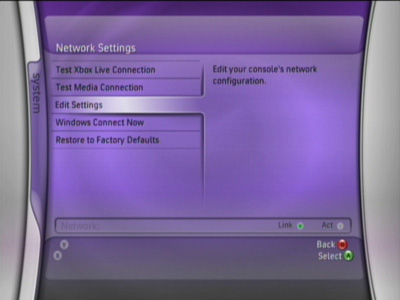 Network Settings
System
Test Xbox Live Connection
Test Media Connection
Edit Settings
Windows Connect Now
Restore to Factory Defaults
Edit your console's network
configuration.
Network:
Link
Act
Back B
Select A
Y
X